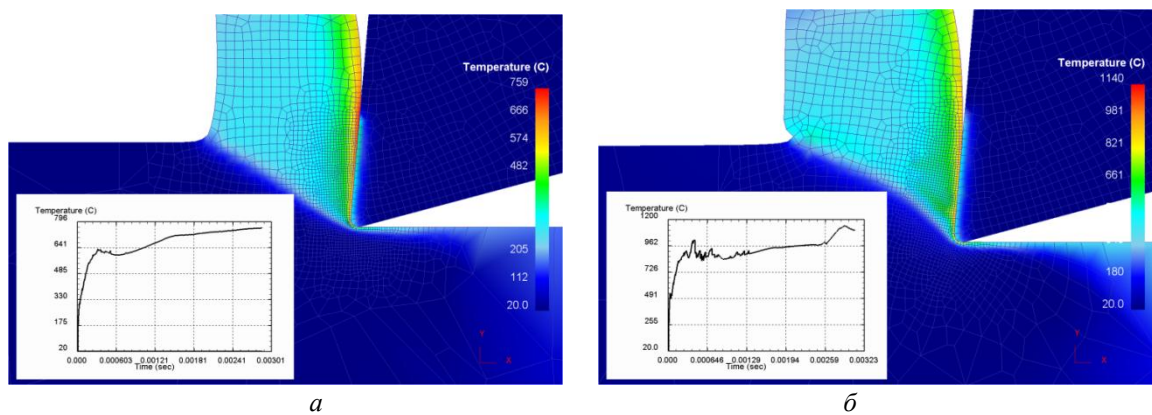 Temperature (C)
759
666
574
482
205
112
20.0
Temperature (C)
796
641
485
330
175
20
0.000 0.000603 0.00121 0.00181 0.00241 0.00301
Time (sec)
Y
X
а
Temperature (C)
1140
981
821
661
180
20.0
Temperature (C)
1200
962
726
491
255
20.0
0.000 0.000646 0.00129 0.00194 0.00259 0.00323
Time (sec)
Y
X
б